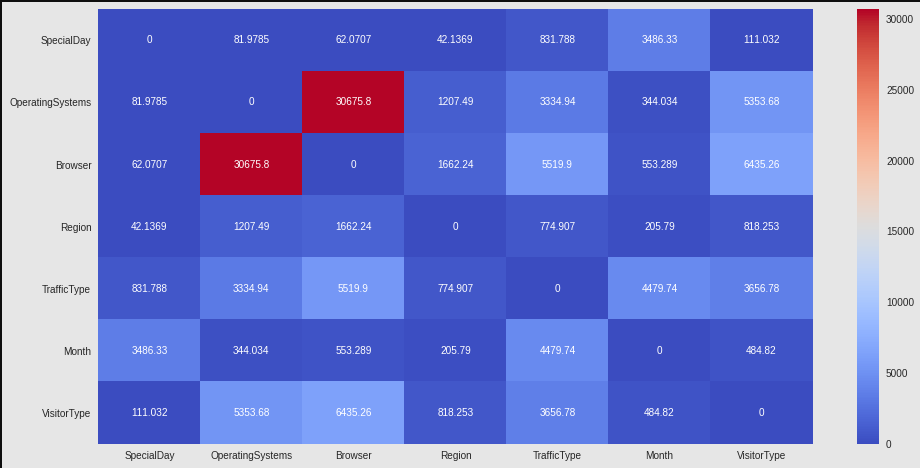 SpecialDay 0 81.9785 62.0707 42.1369 831.788 3486.33 111.032
OperatingSystems 81.9785 0 30675.8 1207.49 3334.94 344.034 5353.68
Browser 62.0707 30675.8 0 1662.24 5519.9 553.289 6435.26
Region 42.1369 1207.49 1662.24 0 774.907 205.79 818.253
TrafficType 831.788 3334.94 5519.9 774.907 0 4479.74 3656.78
Month 3486.33 344.034 553.289 205.79 4479.74 0 484.82
VisitorType 111.032 5353.68 6435.26 818.253 3656.78 484.82 0
SpecialDay OperatingSystems Browser Region TrafficType Month VisitorType
30000
25000
20000
15000
10000
5000
0